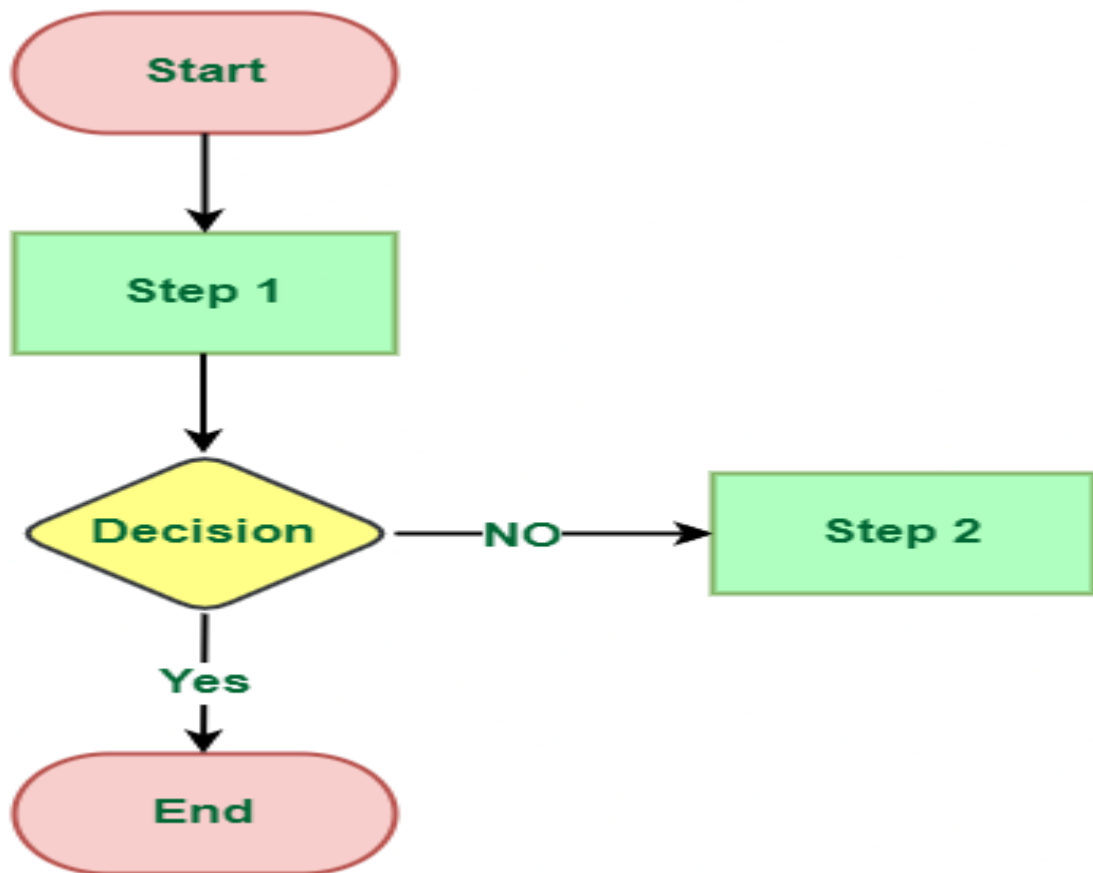 Start
Step 1
Decision
NO
Step 2
Yes
End